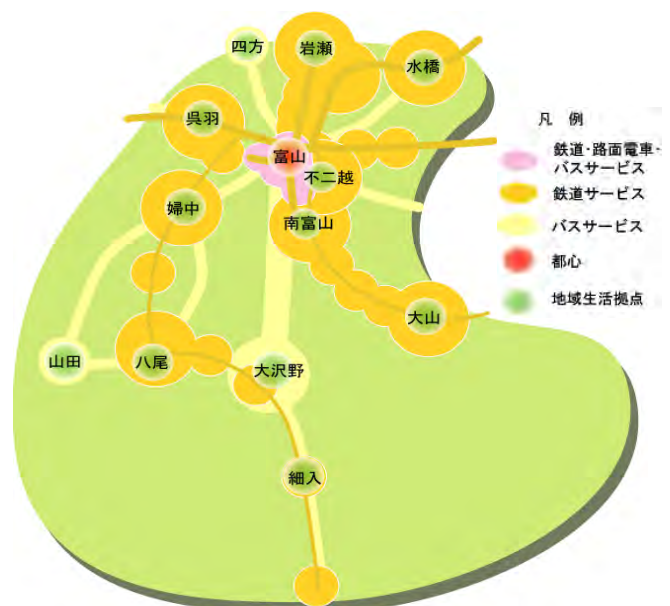 四方
岩瀬
水橋
呉羽
富山
不二越
婦中
南富山
大山
山田
八尾
大沢野
細入
凡 例
鉄道・路面電車・
バスサービス
鉄道サービス
バスサービス
都心
地域生活拠点